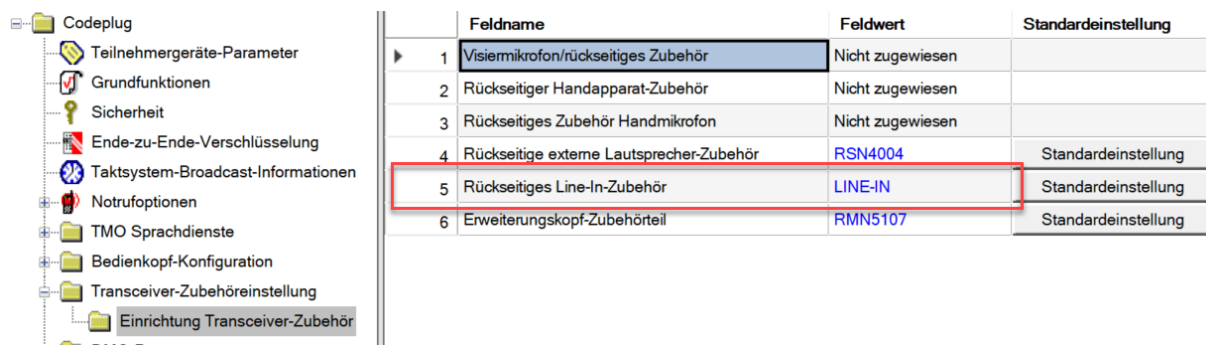 Codeplug
Teilnehmergeräte-Parameter
Grundfunktionen
Sicherheit
Ende-zu-Ende-Verschlüsselung
Taktsystem-Broadcast-Informationen
Notrufoptionen
TMO Sprachdienste
Bedienkopf-Konfiguration
Transceiver-Zubehöreinstellung
Einrichtung Transceiver-Zubehör
Feldname Feldwert Standardeinstellung
1 Visiermikrofon/rückseitiges Zubehör Nicht zugewiesen
2 Rückseitiger Handapparat-Zubehör Nicht zugewiesen
3 Rückseitiges Zubehör Handmikrofon Nicht zugewiesen
4 Rückseitige externe Lautsprecher-Zubehör RSN4004 Standardeinstellung
5 Rückseitiges Line-In-Zubehör LINE-IN Standardeinstellung
6 Erweiterungskopf-Zubehörteil RMN5107 Standardeinstellung